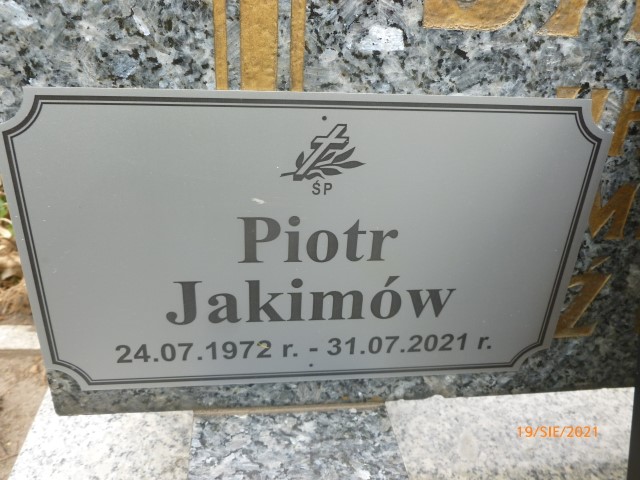 ŚP
Piotr
Jakimów
24.07.1972 r. - 31.07.2021 r.
19/SIE/2021